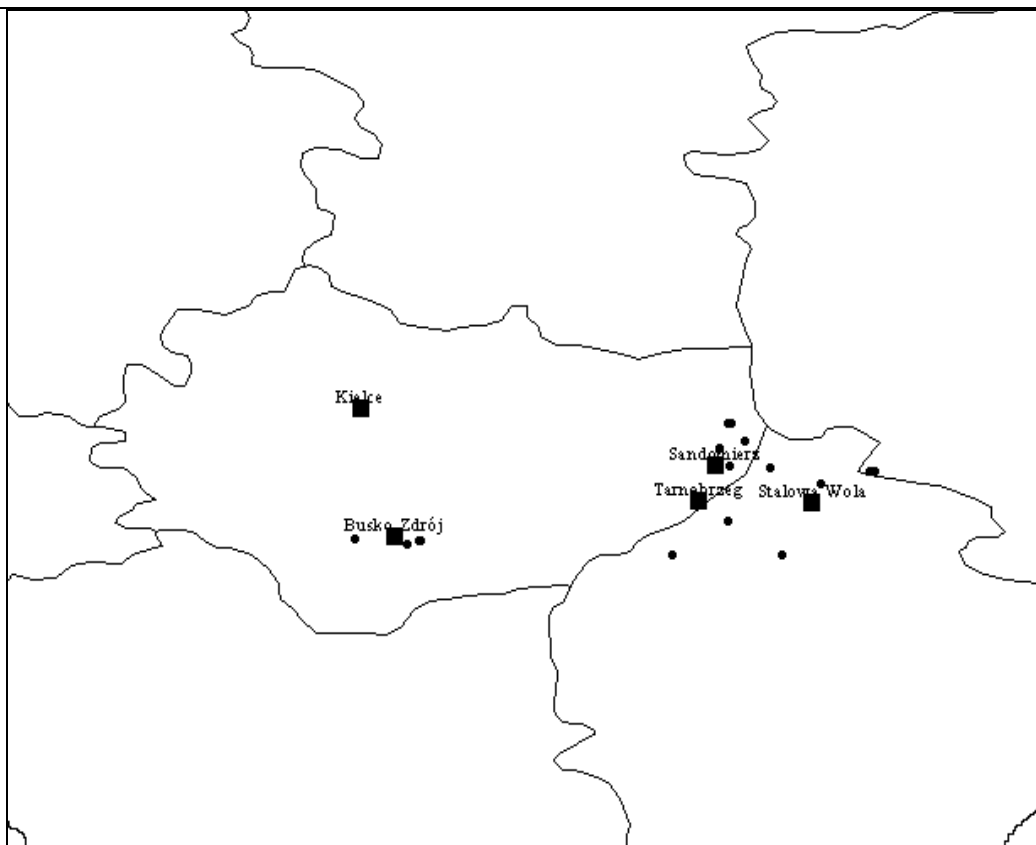 Kielce
Sandomierz
Tarnobrzeg
Stalowa Wola
Busko Zdrój